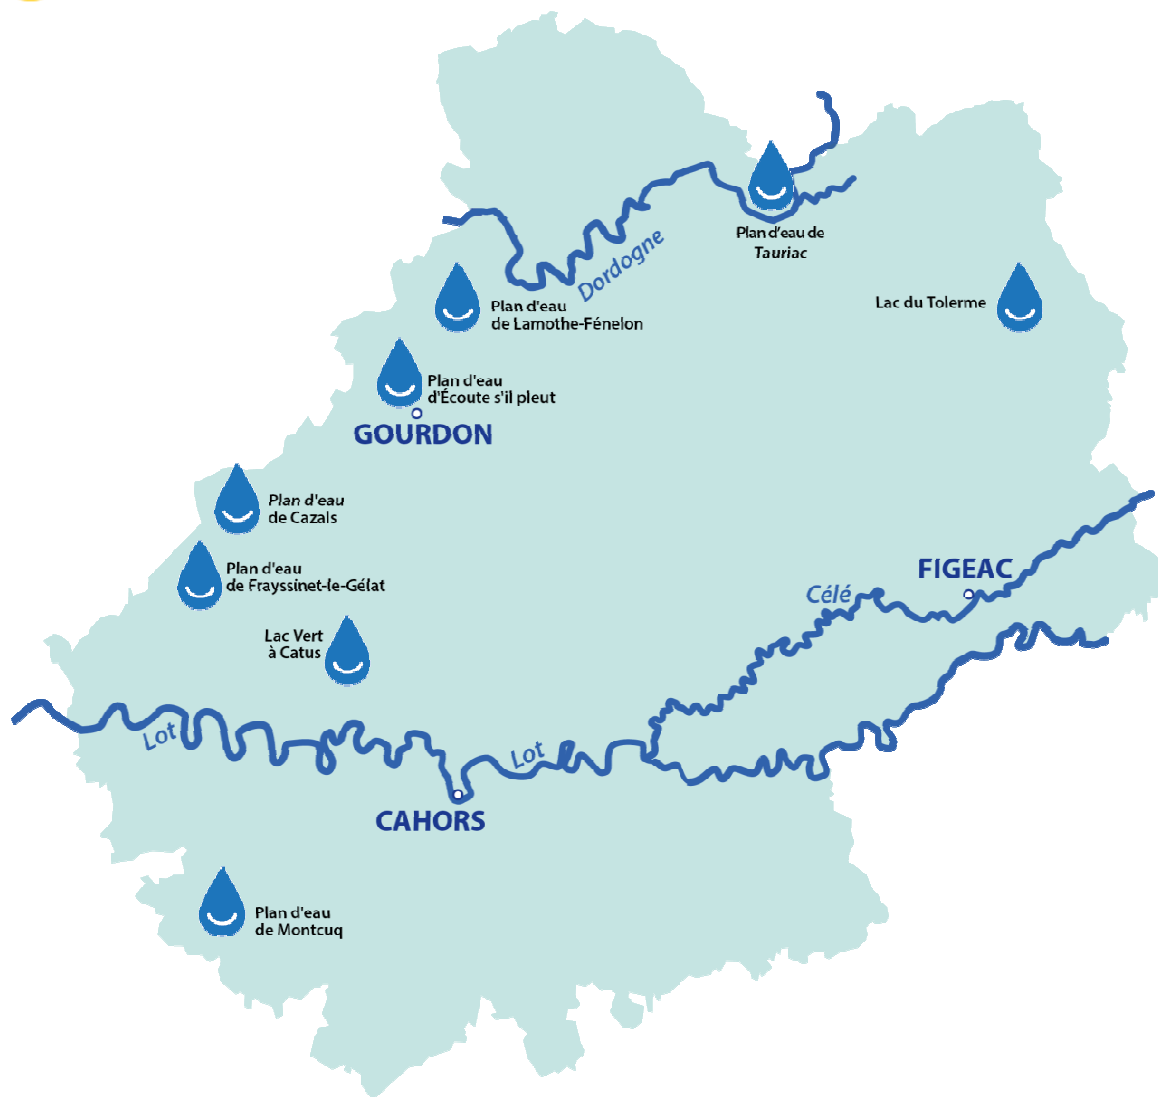 Plan d'eau de
Tauriac
Dordogne
Lac du Tolerme
Plan d'eau
de Lamothe-Fénelon
Plan d'eau
d'Écoute s'il pleut
GOURDON
Plan d'eau
de Cazals
Plan d'eau
de Frayssinet-le-Gélat
FIGEAC
Célé
Lac Vert
à Catus
Lot
Lot
CAHORS
Plan d'eau
de Montcuq